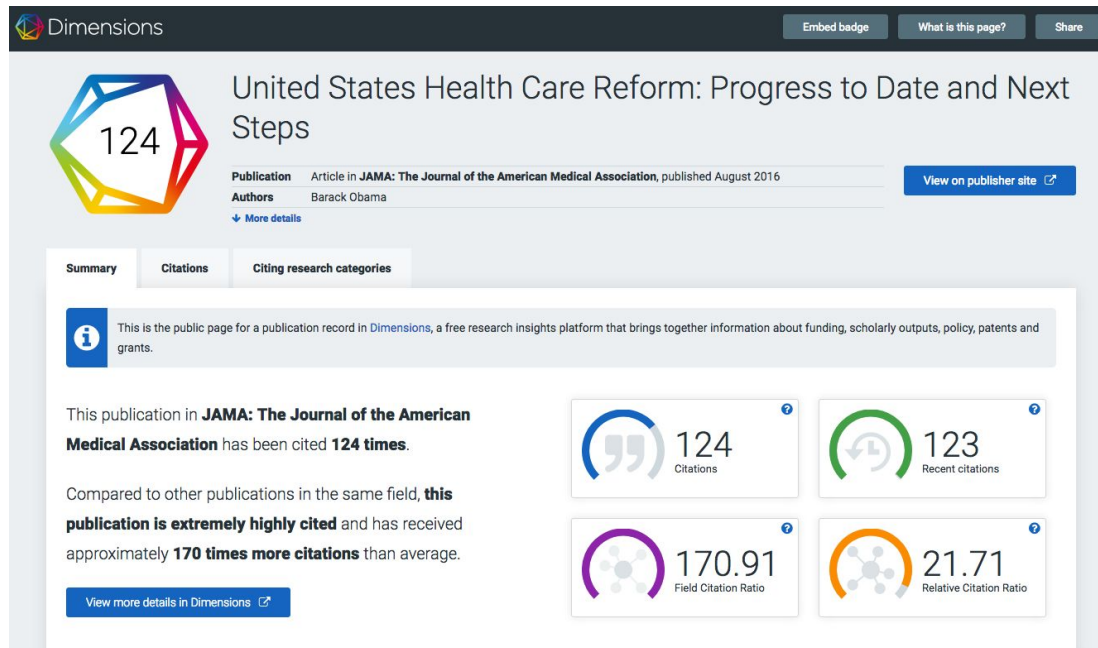 Dimensions
Embed badge
What is this page?
Share
124
United States Health Care Reform: Progress to Date and Next
Steps
Publication Article in JAMA: The Journal of the American Medical Association, published August 2016
Authors Barack Obama
More details
View on publisher site
Summary
Citations
Citing research categories
This is the public page for a publication record in Dimensions, a free research insights platform that brings together information about funding, scholarly outputs, policy, patents and
grants.
This publication in JAMA: The Journal of the American
Medical Association has been cited 124 times.
Compared to other publications in the same field, this
publication is extremely highly cited and has received
approximately 170 times more citations than average.
View more details in Dimensions
124
Citations
123
Recent citations
170.91
Field Citation Ratio
21.71
Relative Citation Ratio